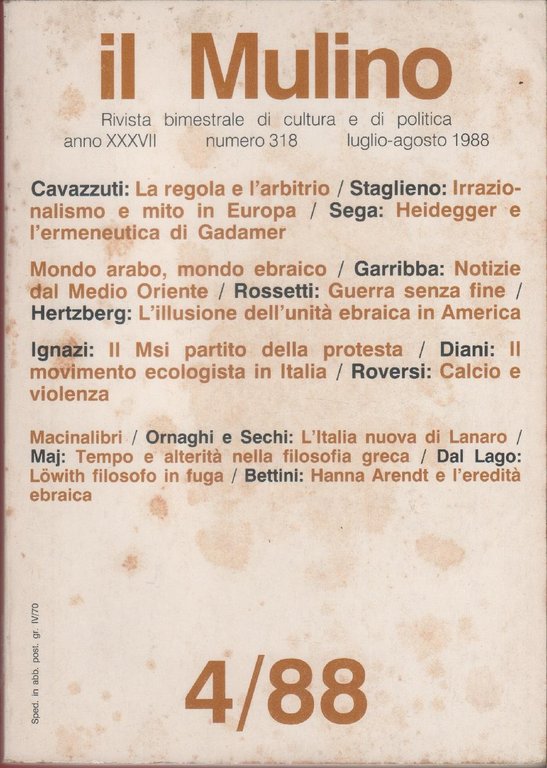 il Mulino
Rivista bimestrale di cultura e di politica
anno XXXVII numero 318 luglio-agosto 1988
Cavazzuti: La regola e l'arbitrio / Staglieno: Irrazio-
nalismo e mito in Europa / Sega: Heidegger e
l'ermeneutica di Gadamer
Mondo arabo, mondo ebraico / Garribba: Notizie
dal Medio Oriente / Rossetti: Guerra senza fine /
Hertzberg: L'illusione dell'unità ebraica in America
Ignazi: Il Msi partito della protesta / Diani: Il
movimento ecologista in Italia / Roversi: Calcio e
violenza
Macinalibri / Ornaghi e Sechi: L'Italia nuova di Lanaro /
Maj: Tempo e alterità nella filosofia greca / Dal Lago:
Löwith filosofo in fuga / Bettini: Hanna Arendt e l'eredità
ebraica
Sped. in abb. post. gr. IV/70
4/88